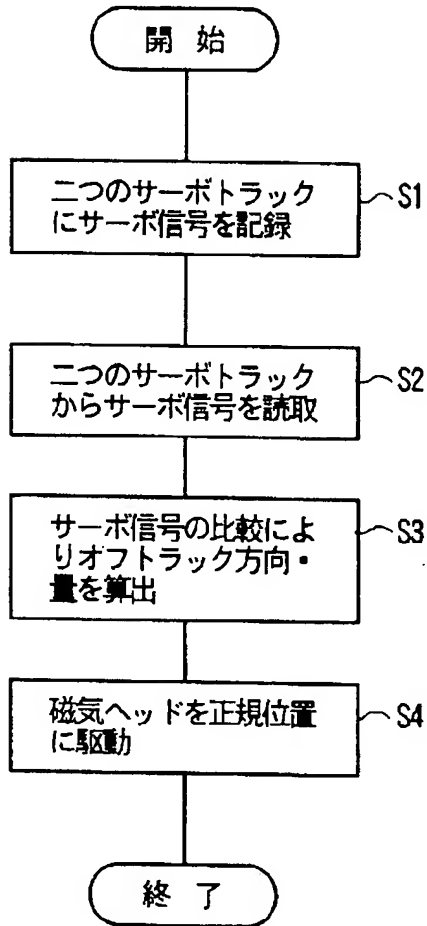 開始
二つのサーボトラック
にサーボ信号を記録
S1
二つのサーボトラック
からサーボ信号を読取
S2
サーボ信号の比較によ
りオフトラック方向・
量を算出
S3
磁気ヘッドを正規位置
に駆動
S4
終了